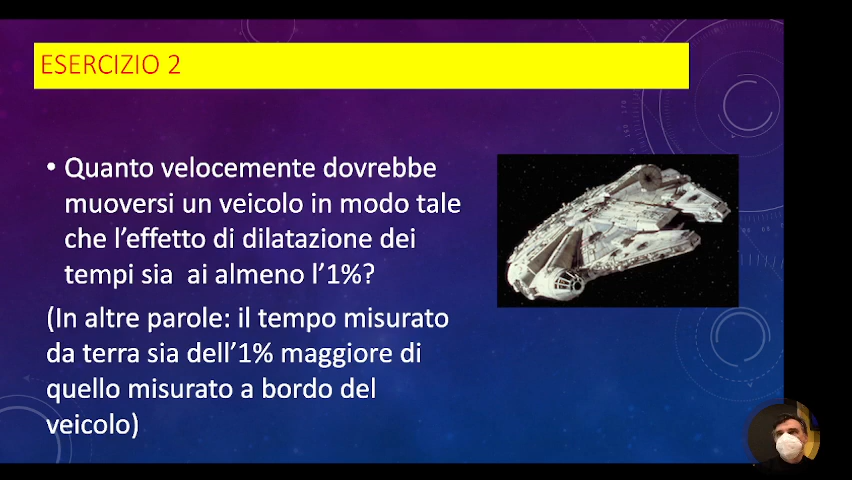 ESERCIZIO 2
• Quanto velocemente dovrebbe
muoversi un veicolo in modo tale
che l'effetto di dilatazione dei
tempi sia ai almeno l'1%?
(In altre parole: il tempo misurato
da terra sia dell'1% maggiore di
quello misurato a bordo del
veicolo)